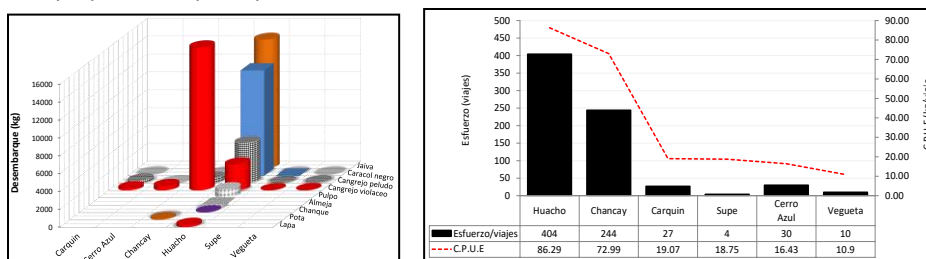 16000
14000
12000
10000
8000
6000
4000
2000
0
Desembarque (kg)
Carquin
Cerro Azul
Chancay
Huacho
Supe
Vegueta
Jaiva
Caracol negro
Cangrejo peludo
Cangrejo violaceo
Pulpo
Almeja
Chanque
Pota
Lapa
500
450
400
350
300
250
200
150
100
50
0
Esfuerzo (viajes)
90.00
80.00
70.00
60.00
50.00
40.00
30.00
20.00
10.00
0.00
C.P.U.E (kg/viaje)
Huacho Chancay Carquin Supe Cerro Azul Vegueta
Esfuerzo/viajes 404 244 27 4 30 10
C.P.U.E 86.29 72.99 19.07 18.75 16.43 10.9